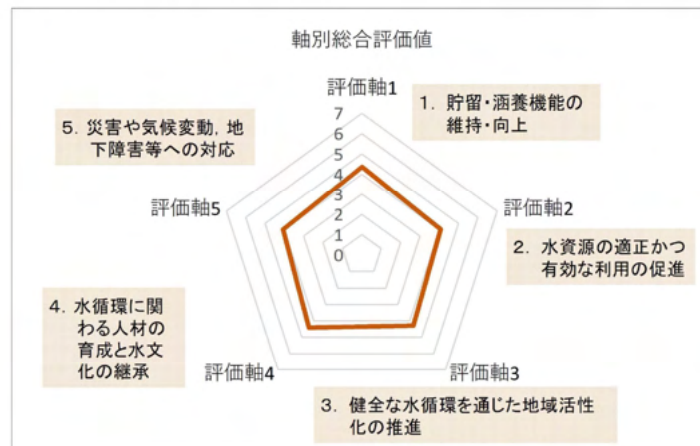 軸別総合評価値
評価軸1
1. 貯留・涵養機能の
維持・向上
5. 災害や気候変動, 地
下障害等への対応
7
6
5
4
3
2
1
0
評価軸5
評価軸2
2. 水資源の適正かつ
有効な利用の促進
4. 水循環に関
わる人材の
育成と水文
化の継承
評価軸4
評価軸3
3. 健全な水循環を通じた地域活性
化の推進